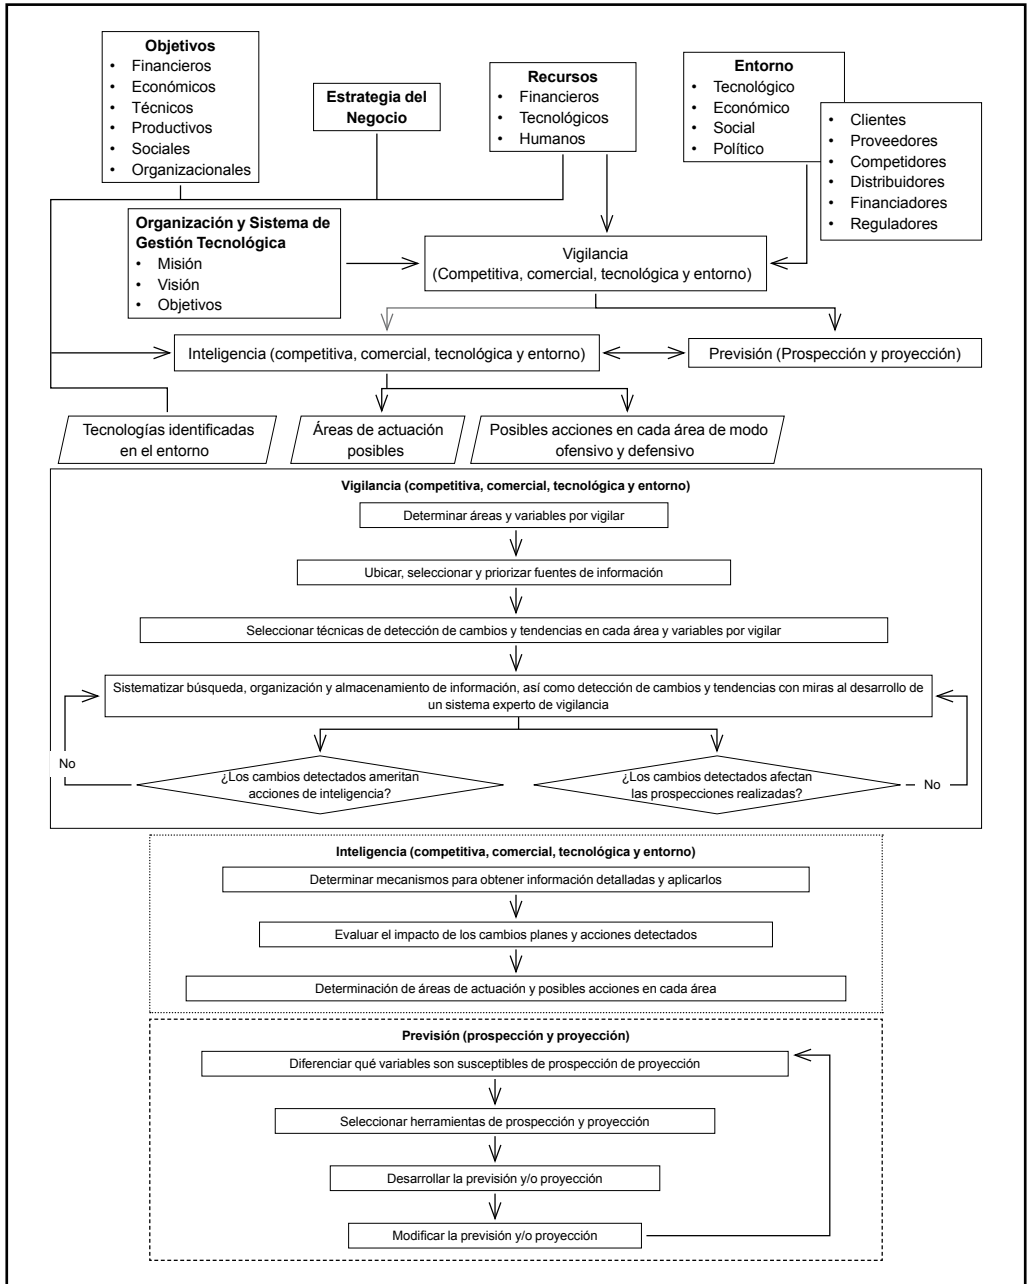 Objetivos
• Financieros
• Económicos
• Técnicos
• Productivos
• Sociales
• Organizacionales
Estrategia del
Negocio
Recursos
• Financieros
• Tecnológicos
• Humanos
Entorno
• Tecnológico
• Económico
• Social
• Político
• Clientes
• Proveedores
• Competidores
• Distribuidores
• Financiadores
• Reguladores
Organización y Sistema de
Gestión Tecnológica
• Misión
• Visión
• Objetivos
Vigilancia
(Competitiva, comercial, tecnológica y entorno)
Inteligencia (competitiva, comercial, tecnológica y entorno)
Previsión (Prospección y proyección)
Tecnologías identificadas
en el entorno
Áreas de actuación
posibles
Posibles acciones en cada área de modo
ofensivo y defensivo
Vigilancia (competitiva, comercial, tecnológica y entorno)
Determinar áreas y variables por vigilar
Ubicar, seleccionar y priorizar fuentes de información
Seleccionar técnicas de detección de cambios y tendencias en cada área y variables por vigilar
Sistematizar búsqueda, organización y almacenamiento de información, así como detección de cambios y tendencias con miras al desarrollo de
un sistema experto de vigilancia
No
¿Los cambios detectados ameritan
acciones de inteligencia?
¿Los cambios detectados afectan
las prospecciones realizadas?
No
Inteligencia (competitiva, comercial, tecnológica y entorno)
Determinar mecanismos para obtener información detalladas y aplicarlos
Evaluar el impacto de los cambios planes y acciones detectados
Determinación de áreas de actuación y posibles acciones en cada área
Previsión (prospección y proyección)
Diferenciar qué variables son susceptibles de prospección de proyección
Seleccionar herramientas de prospección y proyección
Desarrollar la previsión y/o proyección
Modificar la previsión y/o proyección